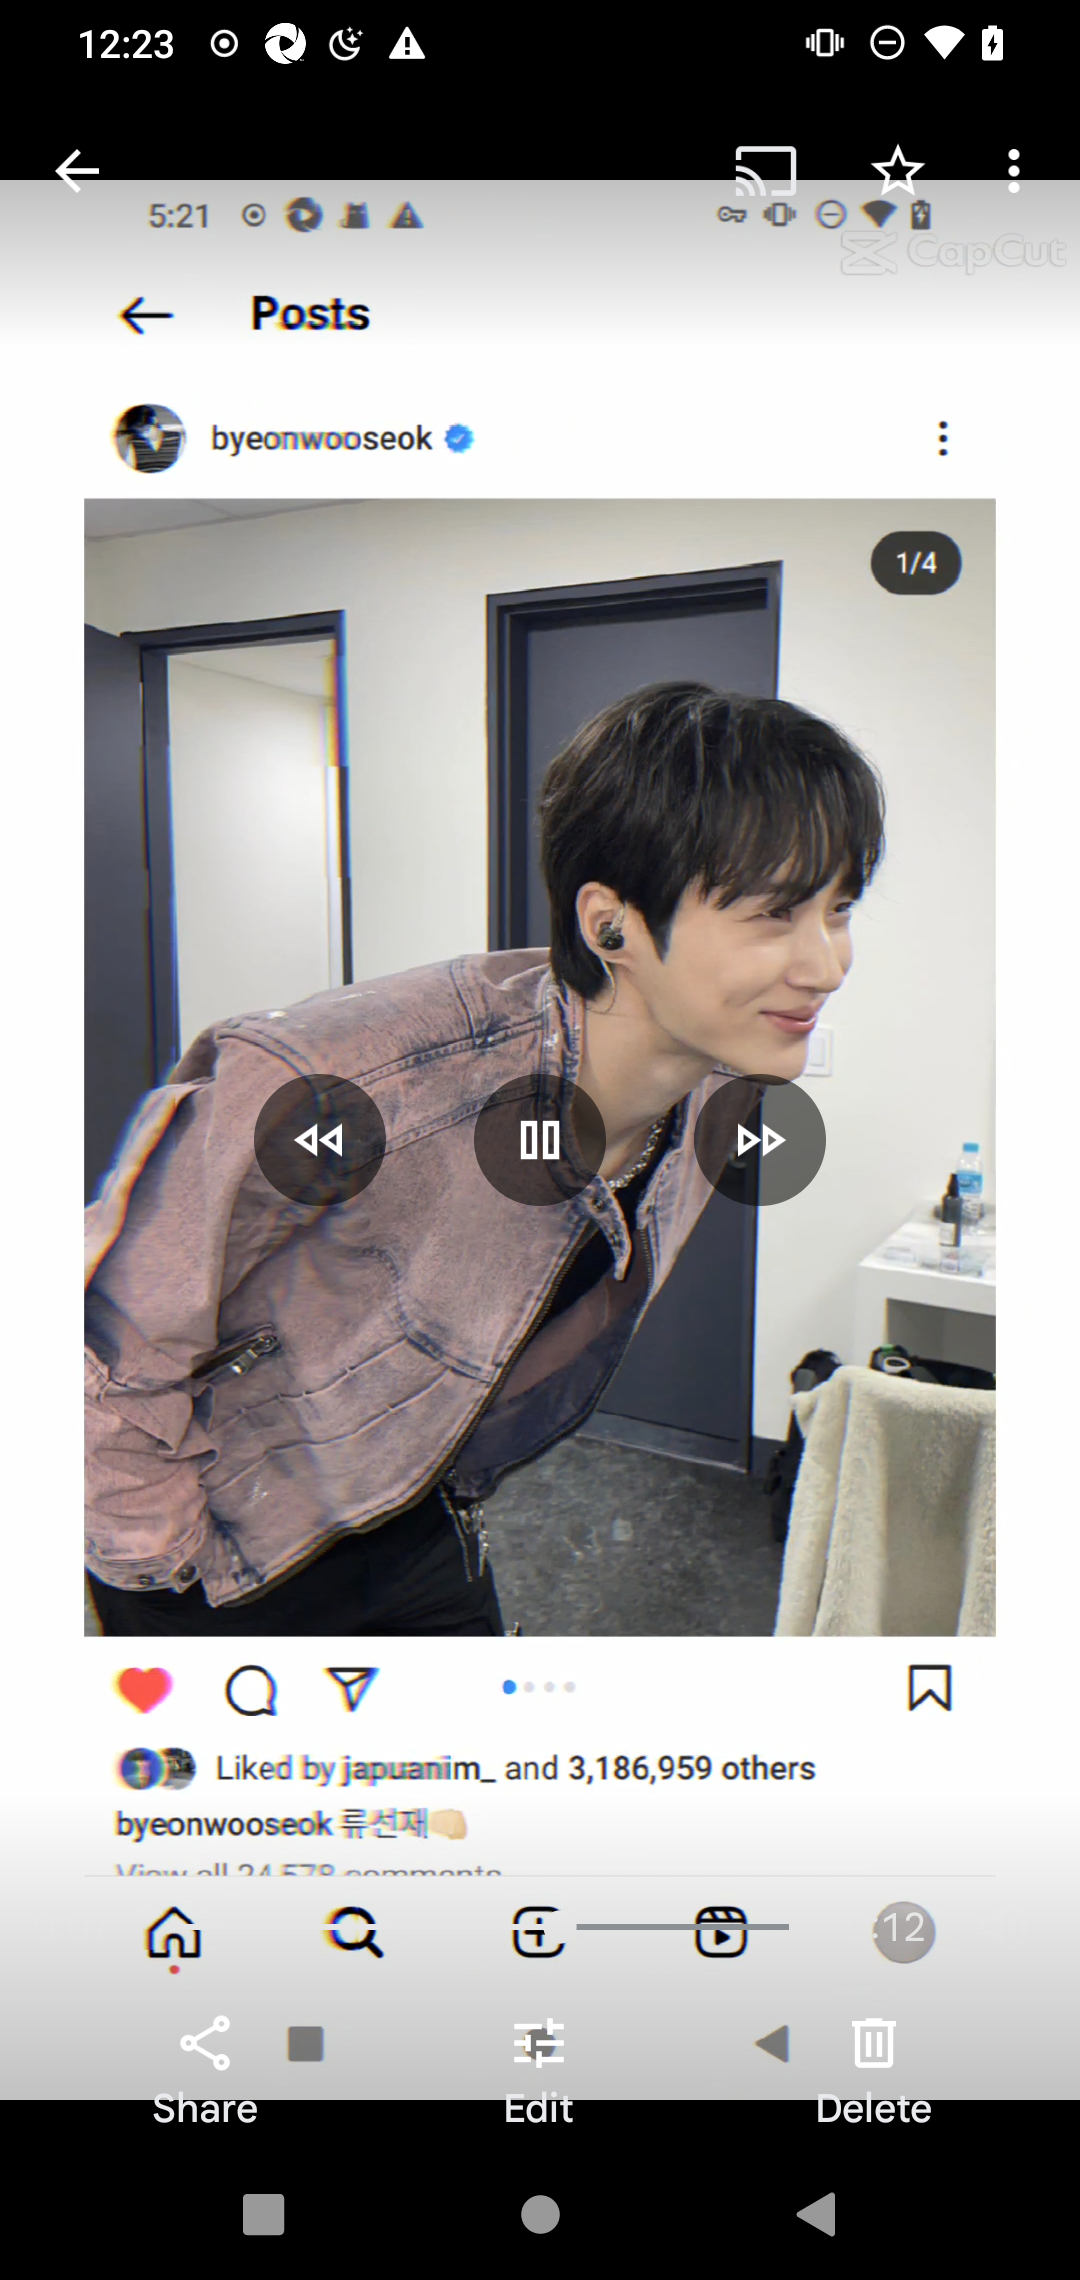 12:23
5:21
CapCut
Posts
byeonwooseok
1/4
Liked by japuanim_ and 3,186,959 others
byeonwooseok 류선재👊🏻
View all 24,578 comments
:12
Share
Edit
Delete